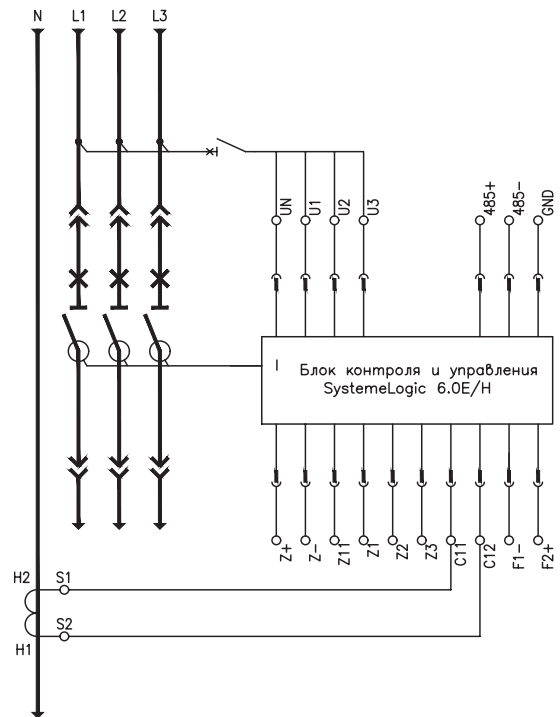 N L1 L2 L3
UN U1 U2 U3 485+ 485- GND
I Блок контроля и управления
SystemeLogic 6.0E/H
Z+ Z- Z11 Z1 Z2 Z3 C11 C12 F1- F2+
H2 S1
S2
H1